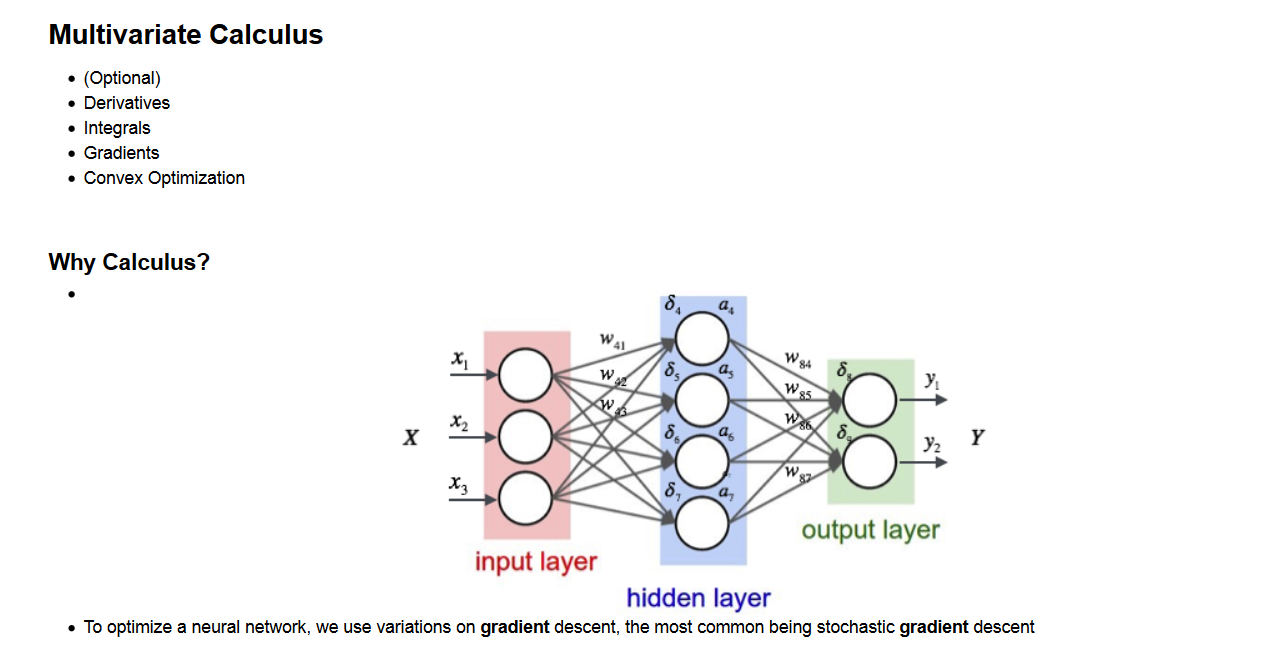 Multivariate Calculus
(Optional)
Derivatives
Integrals
Gradients
Convex Optimization
Why Calculus?
δ₄ a₄
w₄₁
x₁
w₄₂
δ₅ a₅
w₈₄
δ₈
y₁
w₄₃
w₈₅
x₂
δ₆ a₆
w₈₆
δ₉
y₂
X
Y
x₃
δ₇ a₇
w₈₇
output layer
input layer
hidden layer
To optimize a neural network, we use variations on gradient descent, the most common being stochastic gradient descent